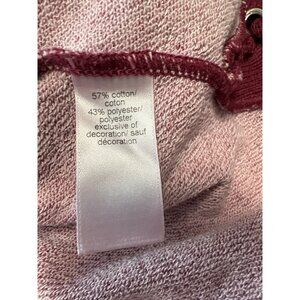 57% cotton/
coton
43% polyester/
polyester
exclusive of
decoration/ sauf
décoration